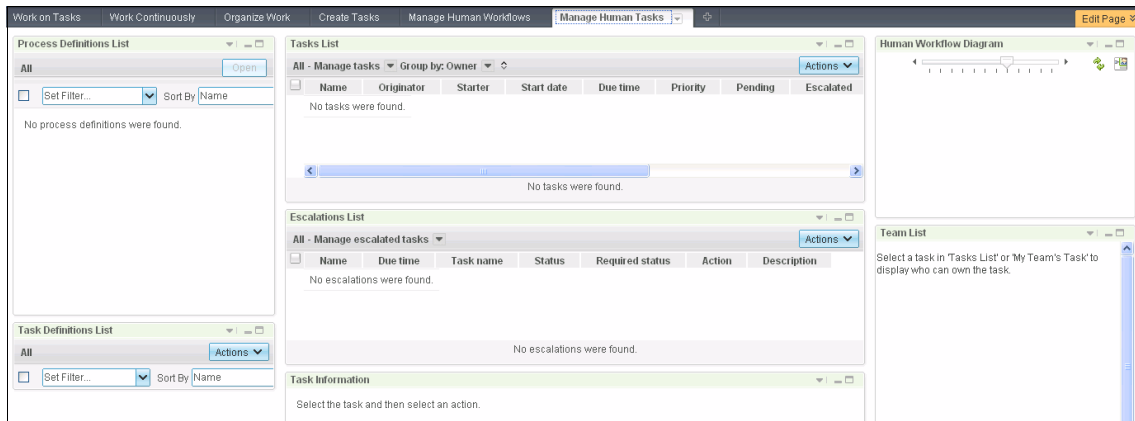 Work on Tasks Work Continuously Organize Work Create Tasks Manage Human Workflows Manage Human Tasks Edit Page
Process Definitions List
All Open
Set Filter... Sort By Name
No process definitions were found.
Task Definitions List
All Actions
Set Filter... Sort By Name
Tasks List
All - Manage tasks Group by: Owner Actions
Name Originator Starter Start date Due time Priority Pending Escalated
No tasks were found.
No tasks were found.
Escalations List
All - Manage escalated tasks Actions
Name Due time Task name Status Required status Action Description
No escalations were found.
No escalations were found.
Task Information
Select the task and then select an action.
Human Workflow Diagram
Team List
Select a task in 'Tasks List' or 'My Team's Task' to
display who can own the task.